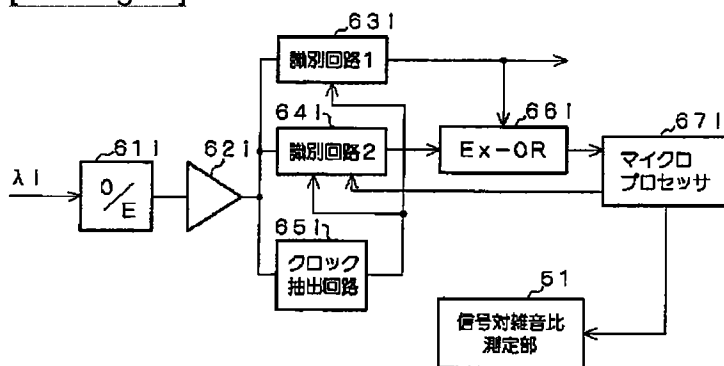 631
識別回路1
641
661
671
識別回路2
Ex-OR
マイクロ
プロセッサ
611
621
λi
O/E
651
クロック
抽出回路
51
信号対雑音比
測定部